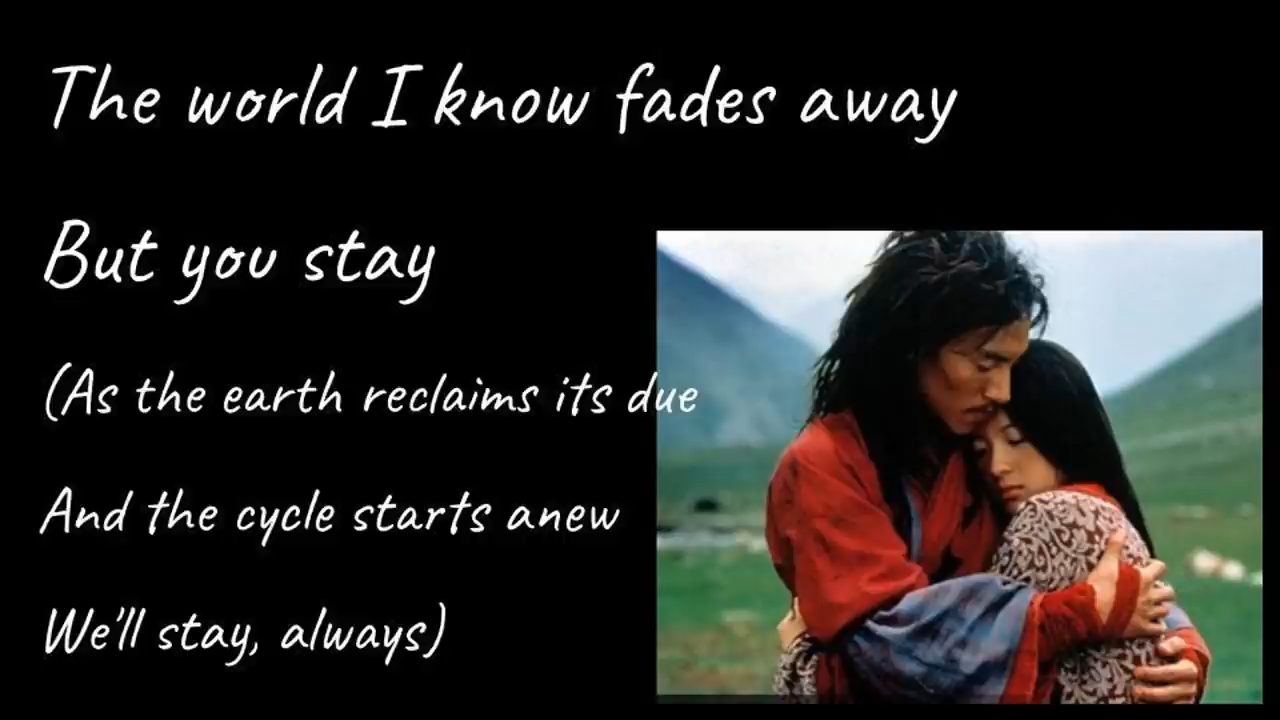 The world I know fades away
But you stay
(As the earth reclaims its due
And the cycle starts anew
We'll stay, always)